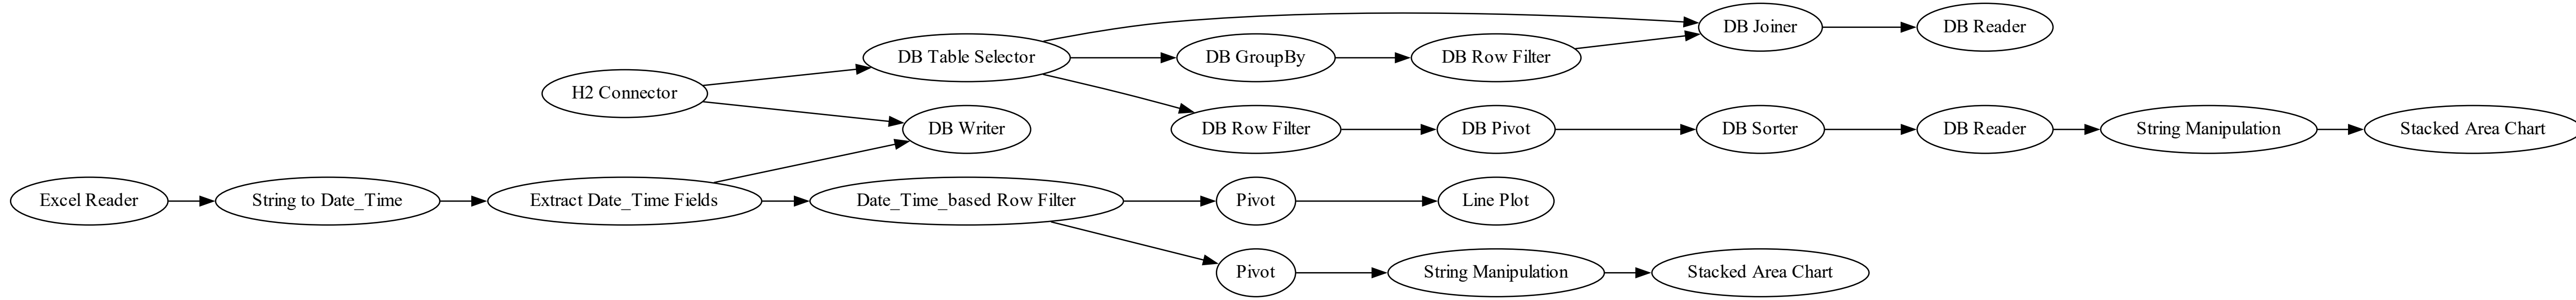 DB Joiner
DB Reader
DB Table Selector
DB GroupBy
DB Row Filter
H2 Connector
DB Writer
DB Row Filter
DB Pivot
DB Sorter
DB Reader
String Manipulation
Stacked Area Chart
Excel Reader
String to Date_Time
Extract Date_Time Fields
Date_Time_based Row Filter
Pivot
Line Plot
Pivot
String Manipulation
Stacked Area Chart